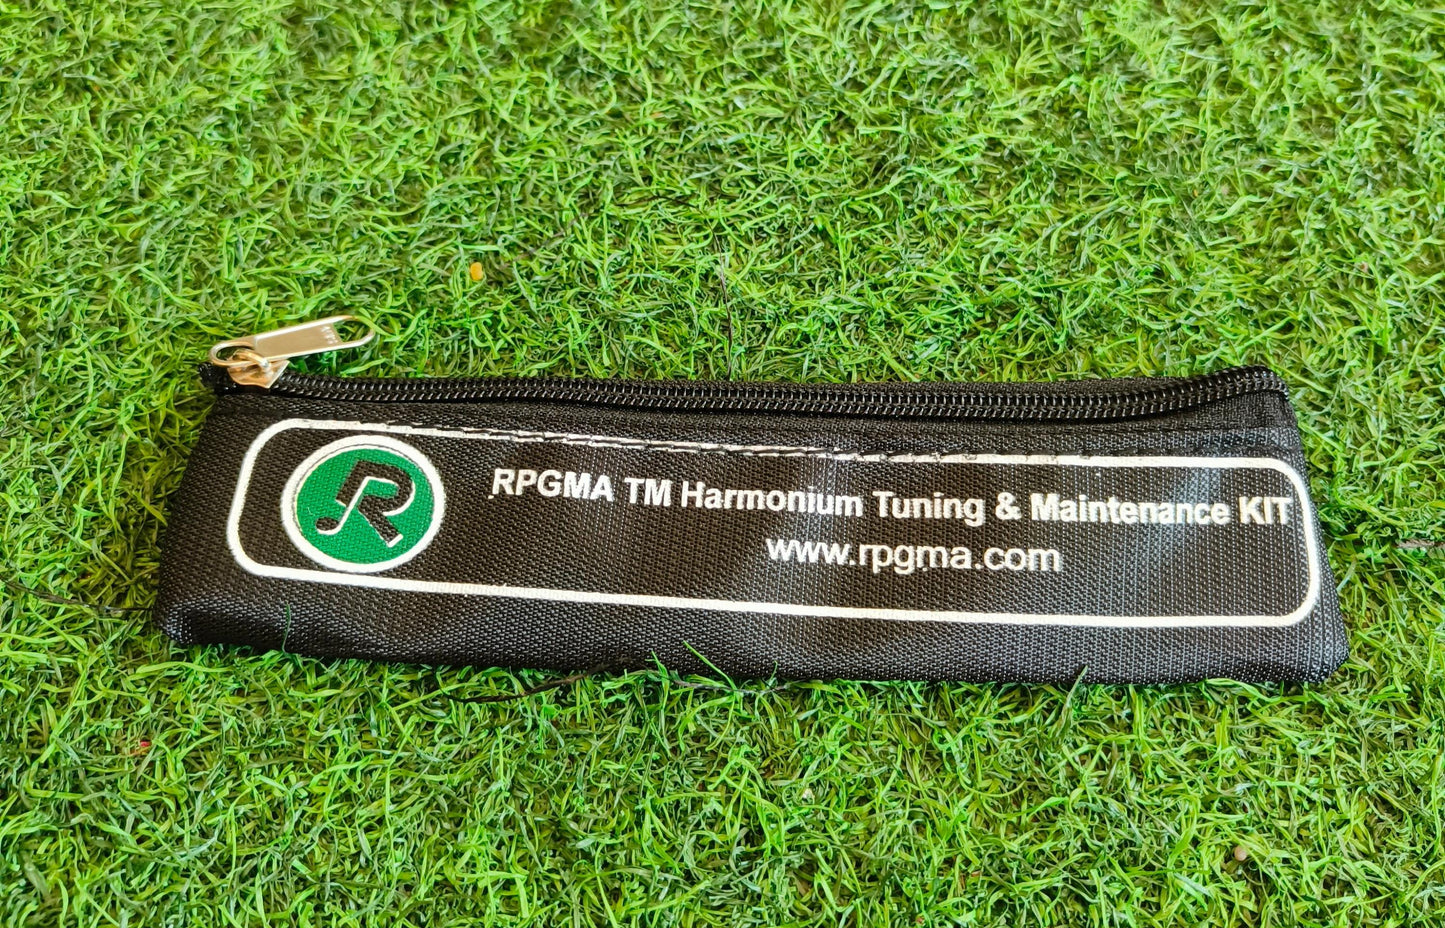 RPGMA TM Harmonium Tuning & Maintenance KIT
www.rpgma.com
R